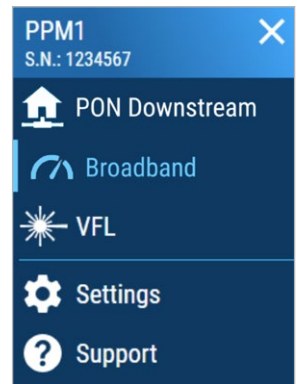 PPM1
S.N.: 1234567
PON Downstream
Broadband
VFL
Settings
? Support